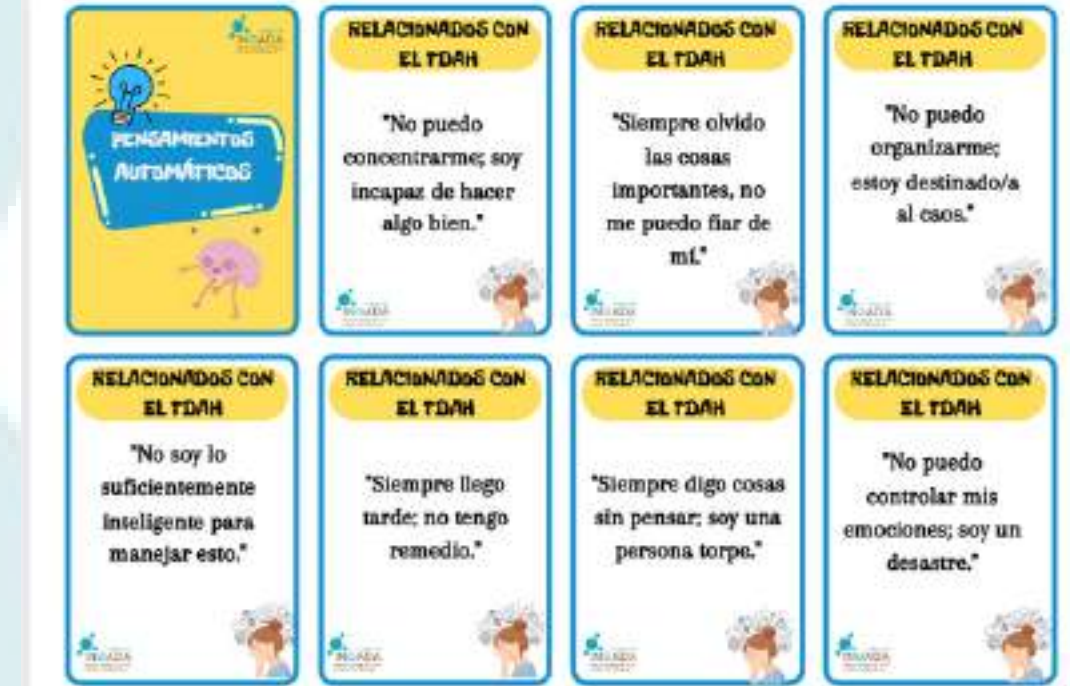 PENSAMIENTOS
AUTOMÁTICOS
RELACIONADOS CON
EL TDAH
"No puedo
concentrarme; soy
incapaz de hacer
algo bien."
RELACIONADOS CON
EL TDAH
"Siempre olvido
las cosas
importantes, no
me puedo fiar de
mí."
RELACIONADOS CON
EL TDAH
"No puedo
organizarme;
estoy destinado/a
al caos."
RELACIONADOS CON
EL TDAH
"No soy lo
suficientemente
inteligente para
manejar esto."
INGADA
RELACIONADOS CON
EL TDAH
"Siempre llego
tarde; no tengo
remedio."
INGADA
RELACIONADOS CON
EL TDAH
"Siempre digo cosas
sin pensar; soy una
persona torpe."
INGADA
RELACIONADOS CON
EL TDAH
"No puedo
controlar mis
emociones; soy un
desastre."
INGADA